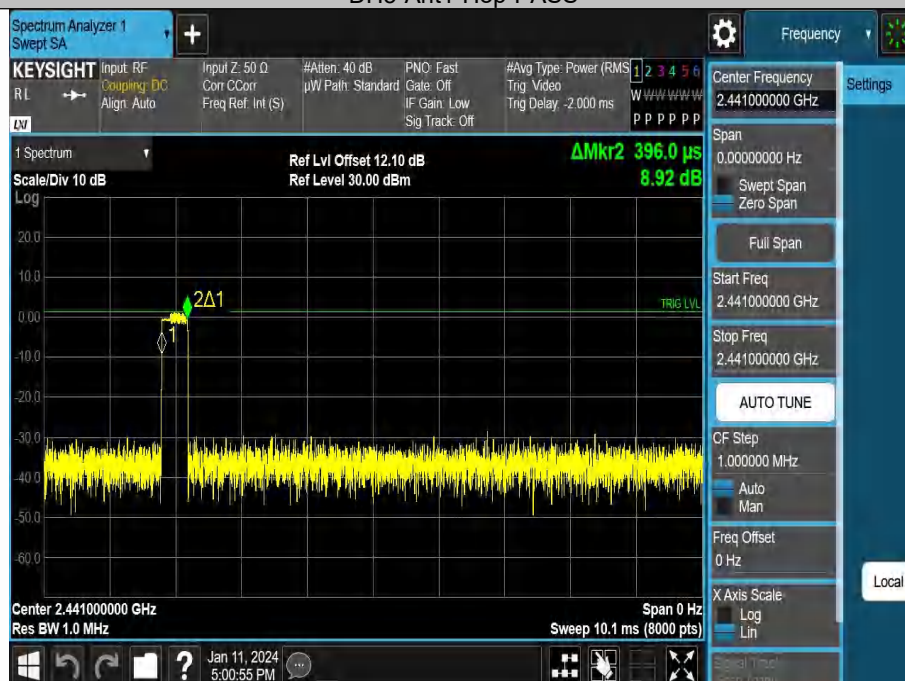 Spectrum Analyzer 1
Swept SA
+
Frequency
KEYSIGHT
RL
LXI
Input: RF
Coupling: DC
Align: Auto
Input Z: 50 Ω
Corr CCorr
Freq Ref: Int (S)
#Atten: 40 dB
µW Path: Standard
PNO: Fast
Gate: Off
IF Gain: Low
Sig Track: Off
#Avg Type: Power (RMS
Trig: Video
Trig Delay: -2.000 ms
1 2 3 4 5 6
W W W W W W
P P P P P P
Center Frequency
2.441000000 GHz
Settings
1 Spectrum
Scale/Div 10 dB
Log
Ref Lvl Offset 12.10 dB
Ref Level 30.00 dBm
ΔMkr2 396.0 µs
8.92 dB
Span
0.00000000 Hz
Swept Span
Zero Span
Full Span
20.0
10.0
0.00
-10.0
-20.0
-30.0
-40.0
-50.0
-60.0
2Δ1
1
TRIG LVL
Start Freq
2.441000000 GHz
Stop Freq
2.441000000 GHz
AUTO TUNE
CF Step
1.000000 MHz
Auto
Man
Freq Offset
0 Hz
Local
X Axis Scale
Log
Lin
Center 2.441000000 GHz
Res BW 1.0 MHz
Span 0 Hz
Sweep 10.1 ms (8000 pts)
?
Jan 11, 2024
5:00:55 PM